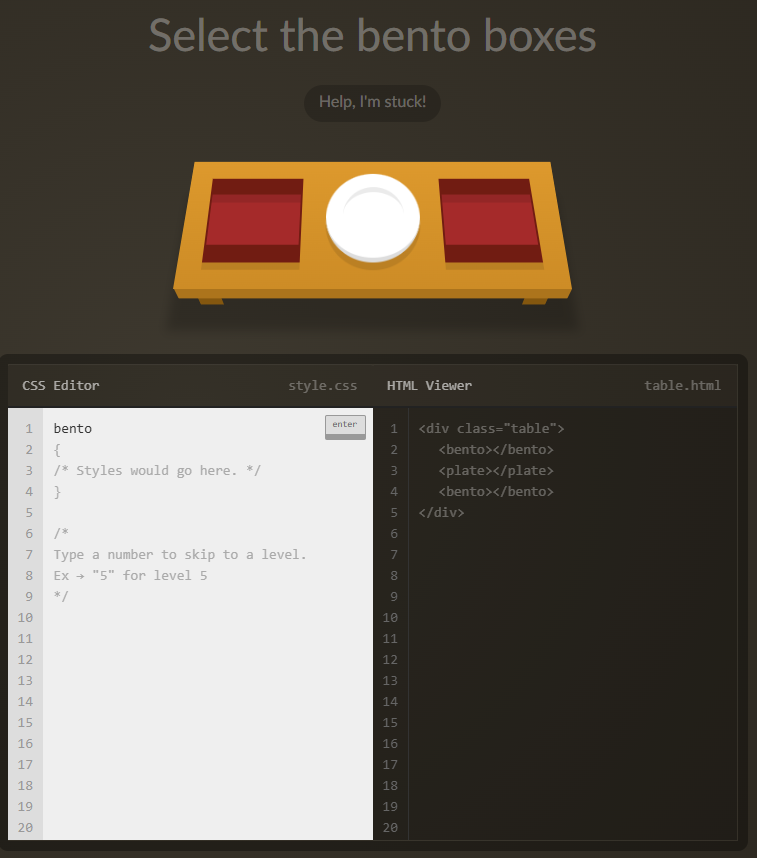 Select the bento boxes
Help, I'm stuck!
CSS Editor
style.css
HTML Viewer
table.html
enter
1 bento
2 {
3 /* Styles would go here. */
4 }
5
6 /*
7 Type a number to skip to a level.
8 Ex → "5" for level 5
9 */
10
11
12
13
14
15
16
17
18
19
20
1 <div class="table">
2 <bento></bento>
3 <plate></plate>
4 <bento></bento>
5 </div>
6
7
8
9
10
11
12
13
14
15
16
17
18
19
20